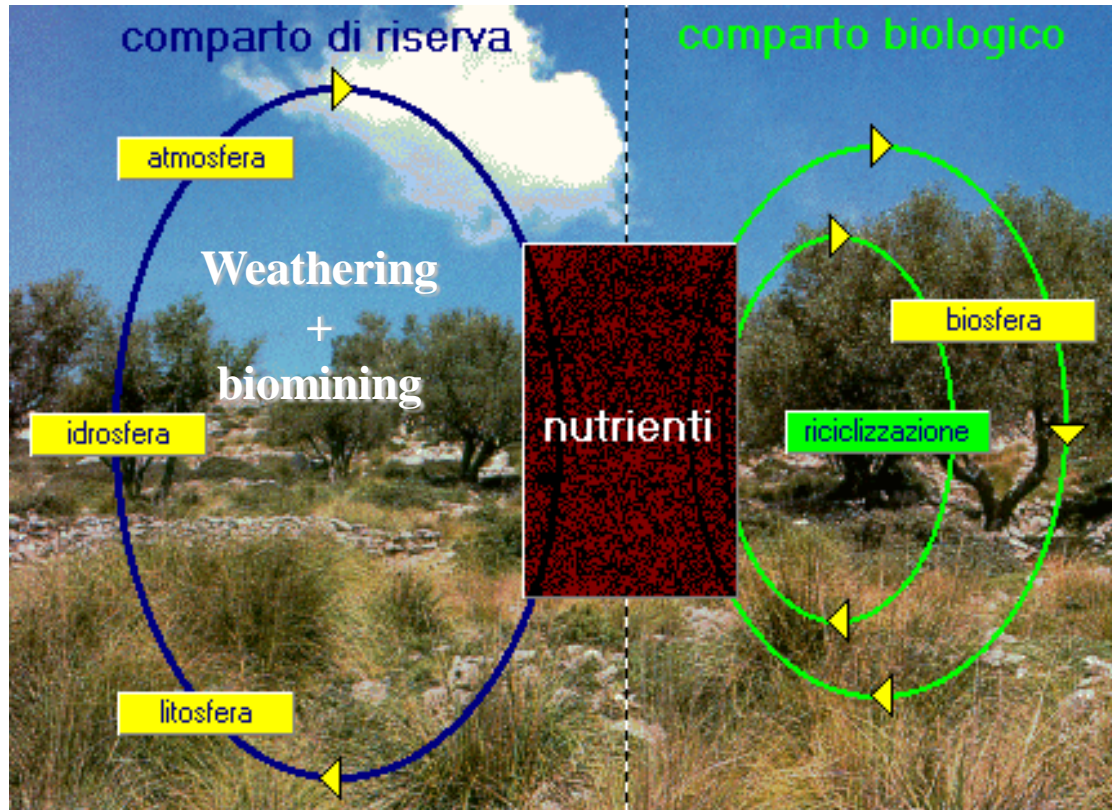 comparto di riserva
comparto biologico
atmosfera
Weathering
+
biomining
biosfera
idrosfera
nutrienti
riciclizzazione
litosfera